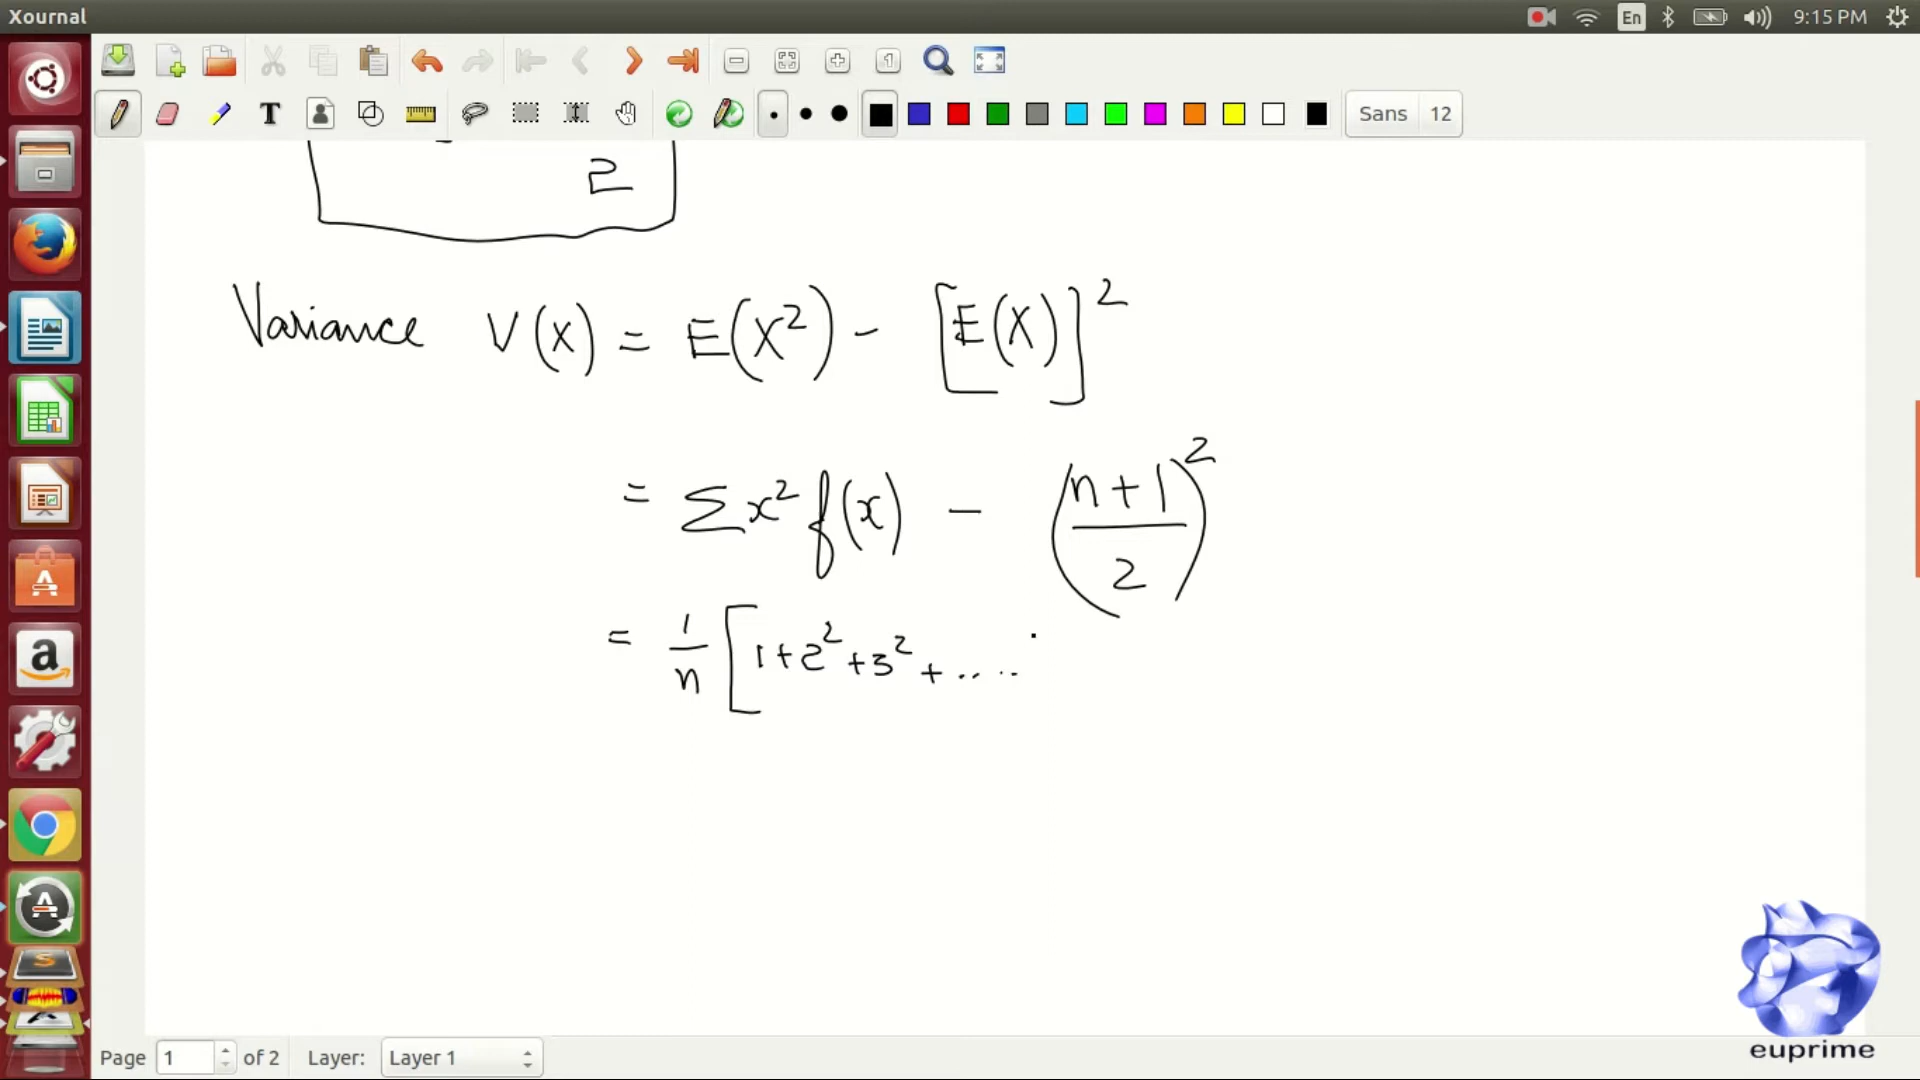 Xournal
En
9:15 PM
T
Sans 12
2
Variance V(X) = E(X²) - [E(X)]²
= Σx² f(x) - ((n+1)/2)²
= 1/n [1+2²+3²+.....
Page 1 of 2 Layer: Layer 1
euprime